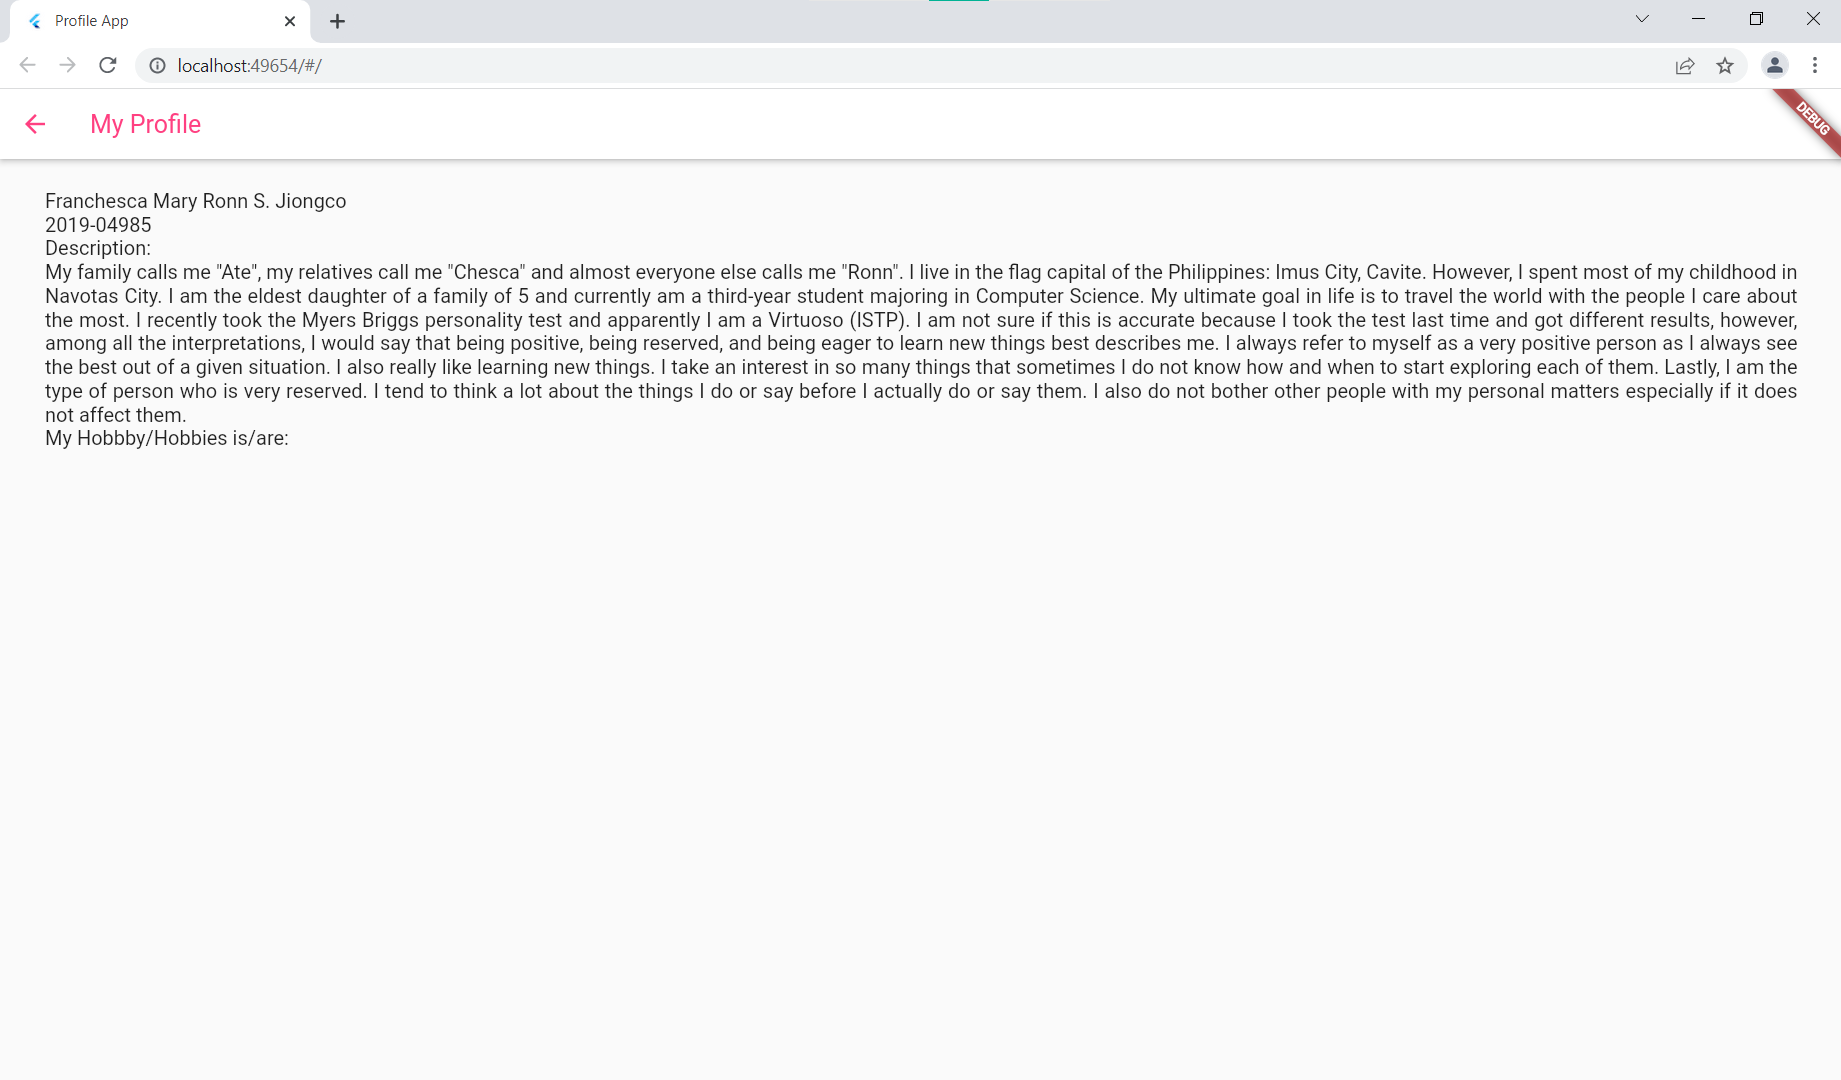 Profile App
localhost:49654/#/
My Profile
DEBUG
Franchesca Mary Ronn S. Jiongco
2019-04985
Description:
My family calls me "Ate", my relatives call me "Chesca" and almost everyone else calls me "Ronn". I live in the flag capital of the Philippines: Imus City, Cavite. However, I spent most of my childhood in
Navotas City. I am the eldest daughter of a family of 5 and currently am a third-year student majoring in Computer Science. My ultimate goal in life is to travel the world with the people I care about
the most. I recently took the Myers Briggs personality test and apparently I am a Virtuoso (ISTP). I am not sure if this is accurate because I took the test last time and got different results, however,
among all the interpretations, I would say that being positive, being reserved, and being eager to learn new things best describes me. I always refer to myself as a very positive person as I always see
the best out of a given situation. I also really like learning new things. I take an interest in so many things that sometimes I do not know how and when to start exploring each of them. Lastly, I am the
type of person who is very reserved. I tend to think a lot about the things I do or say before I actually do or say them. I also do not bother other people with my personal matters especially if it does
not affect them.
My Hobbby/Hobbies is/are: